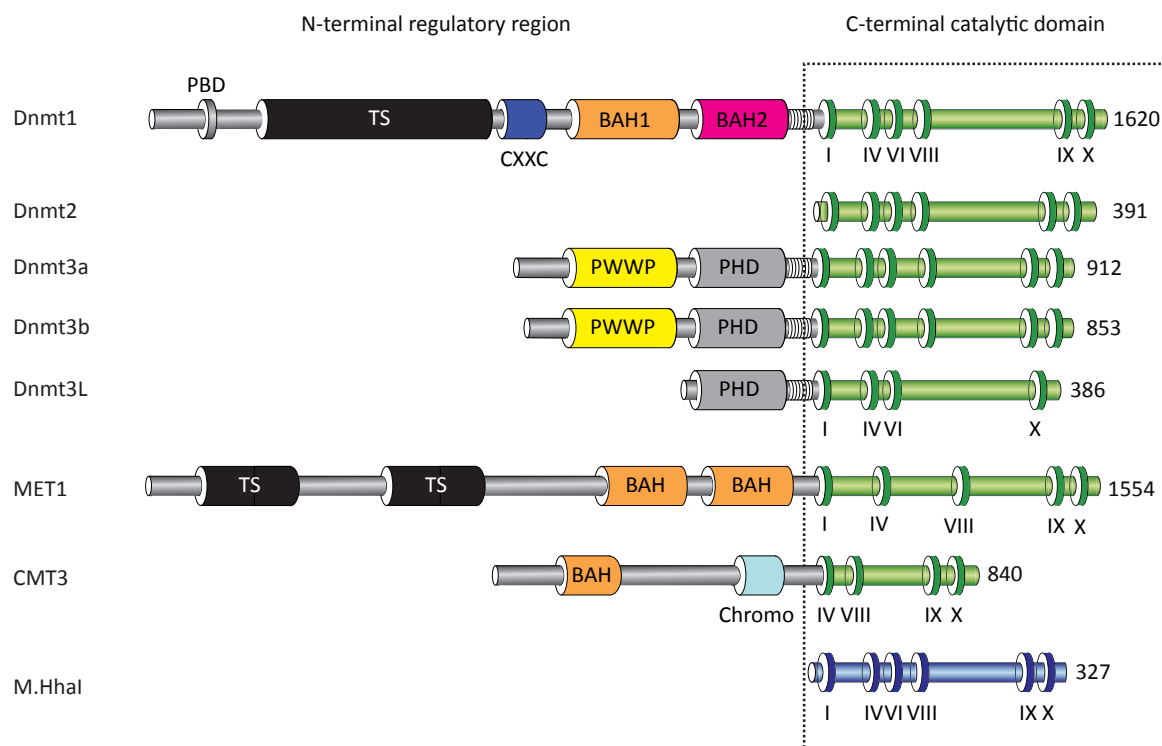 N-terminal regulatory region C-terminal catalytic domain
PBD
Dnmt1 TS BAH1 BAH2 1620
CXXC I IV VI VIII IX X
Dnmt2 391
Dnmt3a PWWP PHD 912
Dnmt3b PWWP PHD 853
Dnmt3L PHD 386
I IV VI X
MET1 TS TS BAH BAH 1554
I IV VIII IX X
CMT3 BAH 840
Chromo IV VIII IX X
M.HhaI 327
I IV VI VIII IX X